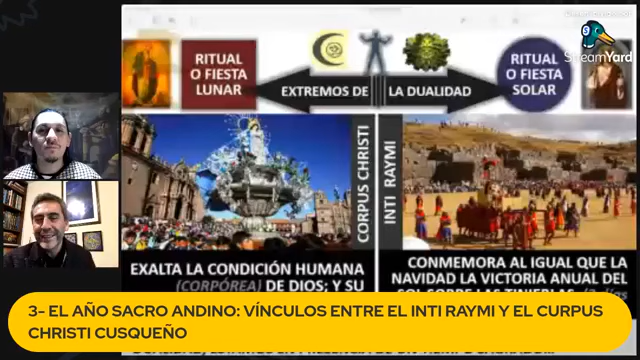 StreamYard
RITUAL
O FIESTA
LUNAR
EXTREMOS DE LA DUALIDAD
RITUAL
O FIESTA
SOLAR
CORPUS CHRISTI
INTI RAYMI
EXALTA LA CONDICIÓN HUMANA
(CORPÓREA) DE DIOS; Y SU
CONMEMORA AL IGUAL QUE LA
NAVIDAD LA VICTORIA ANUAL DEL
3- EL AÑO SACRO ANDINO: VÍNCULOS ENTRE EL INTI RAYMI Y EL CURPUS
CHRISTI CUSQUEÑO